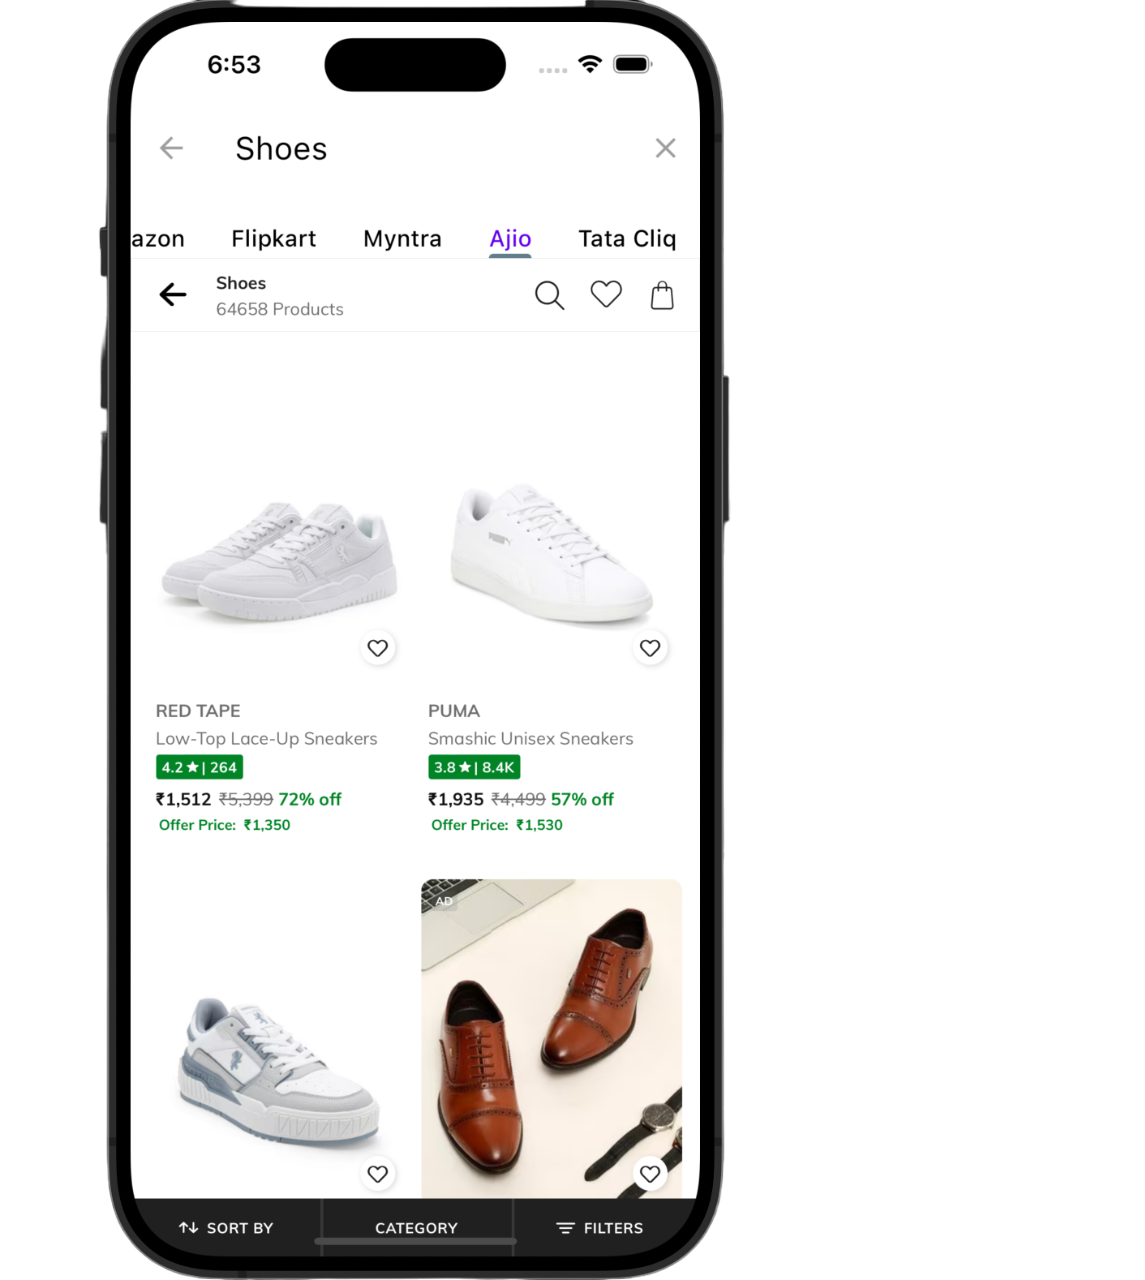 6:53
Shoes
azon Flipkart Myntra Ajio Tata Cliq
Shoes
64658 Products
PUMA
RED TAPE
Low-Top Lace-Up Sneakers
4.2 ★ | 264
₹1,512 ₹5,399 72% off
Offer Price: ₹1,350
PUMA
Smashic Unisex Sneakers
3.8 ★ | 8.4K
₹1,935 ₹4,499 57% off
Offer Price: ₹1,530
AD
SORT BY CATEGORY FILTERS